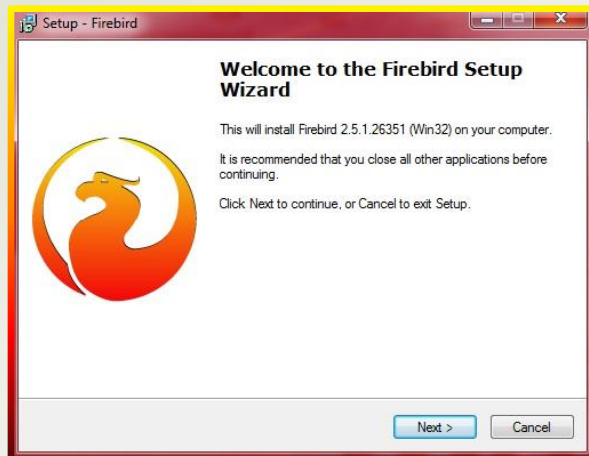 Setup - Firebird
Welcome to the Firebird Setup
Wizard
This will install Firebird 2.5.1.26351 (Win32) on your computer.
It is recommended that you close all other applications before
continuing.
Click Next to continue, or Cancel to exit Setup.
Next >
Cancel